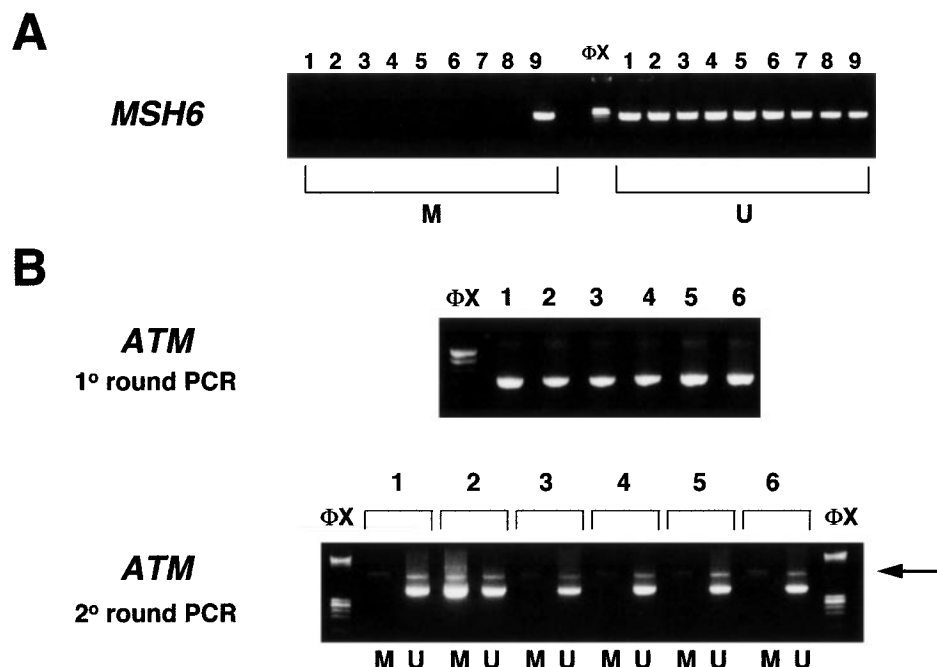 A
ΦX
1 2 3 4 5 6 7 8 9 1 2 3 4 5 6 7 8 9
MSH6
M U
B
ΦX 1 2 3 4 5 6
ATM
1º round PCR
1 2 3 4 5 6
ΦX ΦX
ATM
2º round PCR
M U M U M U M U M U M U